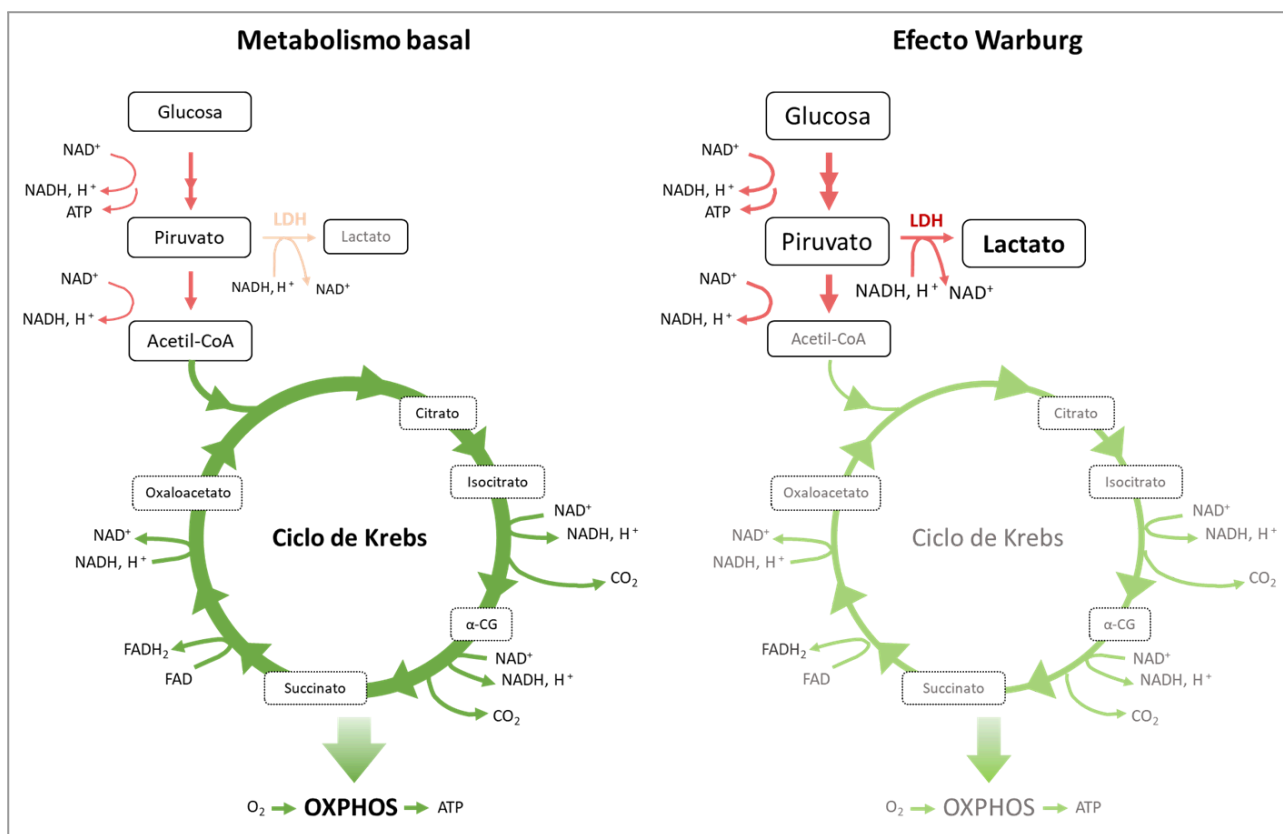 Metabolismo basal
Glucosa
NAD⁺
NADH, H⁺
ATP
LDH
Piruvato
Lactato
NADH, H⁺
NAD⁺
NAD⁺
NADH, H⁺
Acetil-CoA
Citrato
Isocitrato
Oxaloacetato
NAD⁺
NADH, H⁺
NAD⁺
NADH, H⁺
Ciclo de Krebs
CO₂
α-CG
FADH₂
FAD
NAD⁺
NADH, H⁺
Succinato
CO₂
O₂ OXPHOS ATP
Efecto Warburg
Glucosa
NAD⁺
NADH, H⁺
ATP
LDH
Piruvato
Lactato
NADH, H⁺
NAD⁺
NAD⁺
NADH, H⁺
Acetil-CoA
Citrato
Isocitrato
Oxaloacetato
NAD⁺
NADH, H⁺
NAD⁺
NADH, H⁺
Ciclo de Krebs
CO₂
α-CG
FADH₂
FAD
NAD⁺
NADH, H⁺
Succinato
CO₂
O₂ OXPHOS ATP